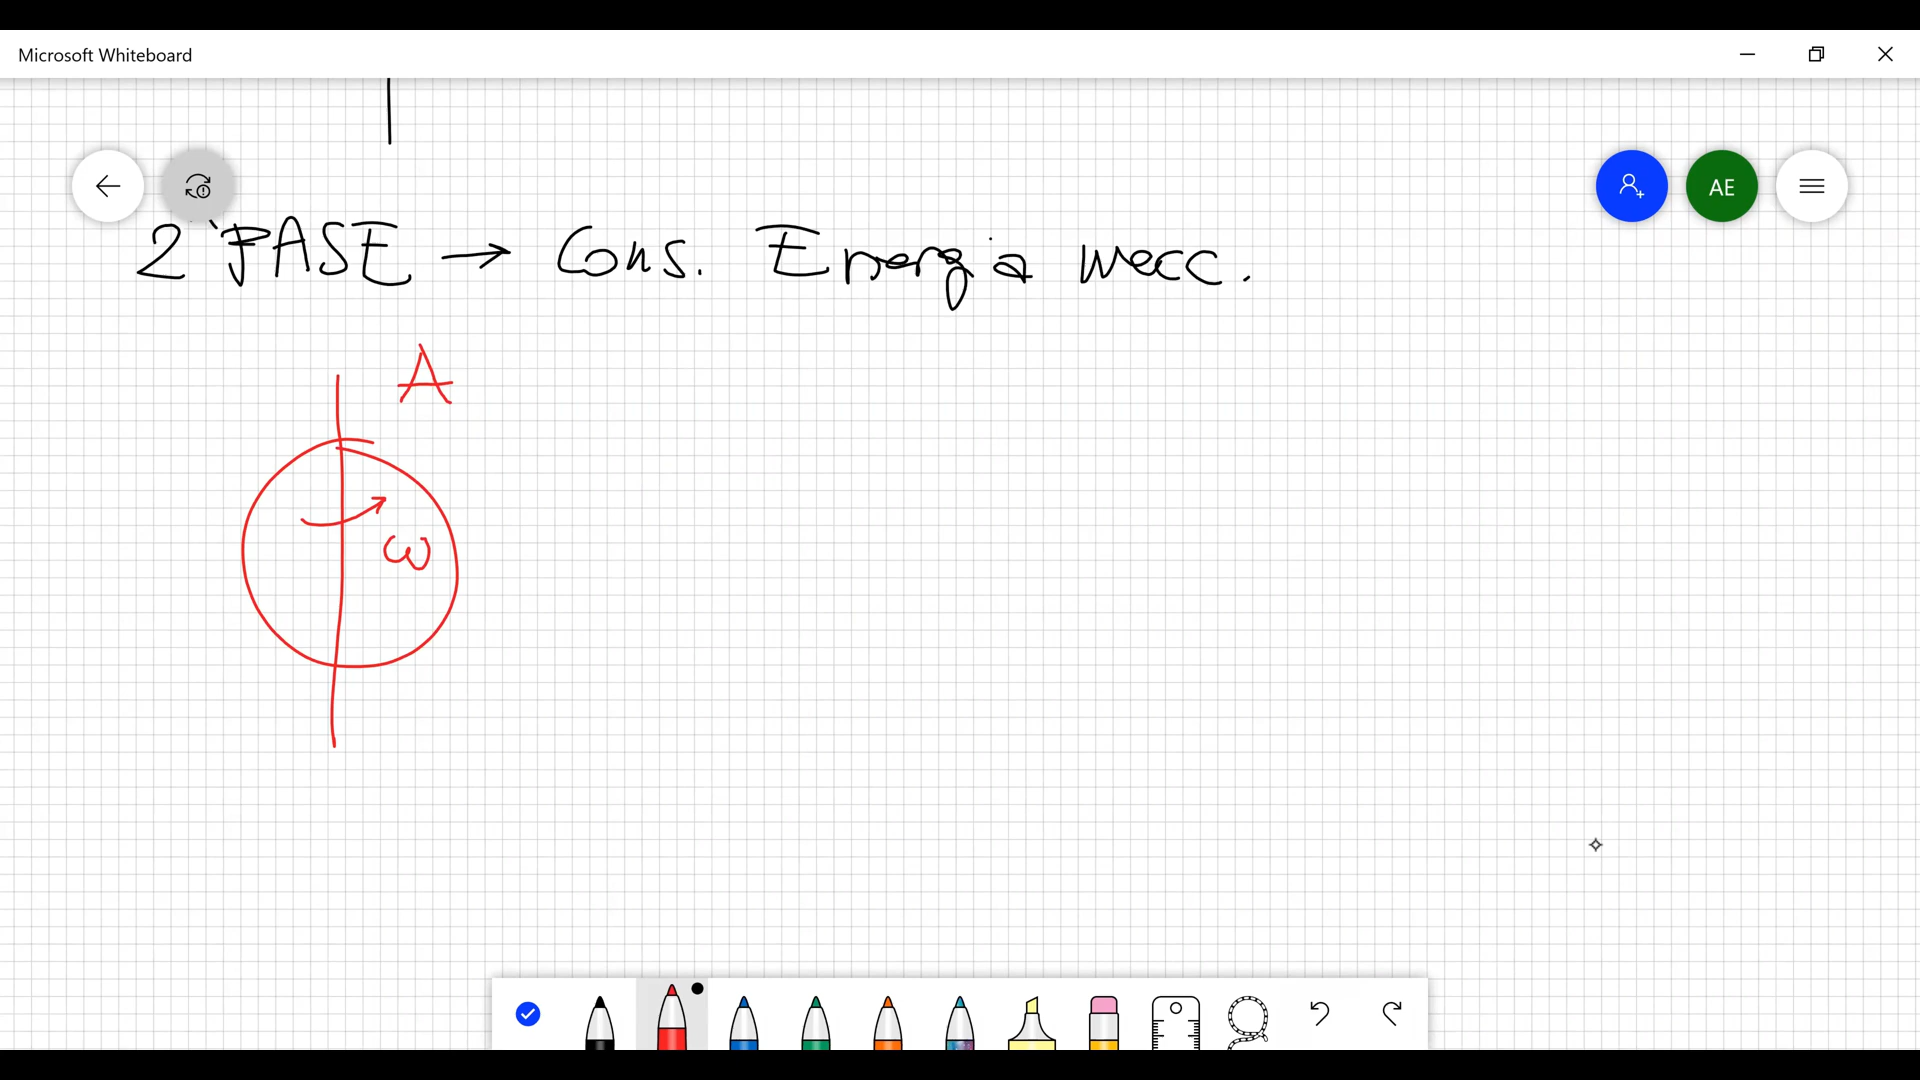 Microsoft Whiteboard
AE
2 FASE → Cons. Energia mecc.
A
ω